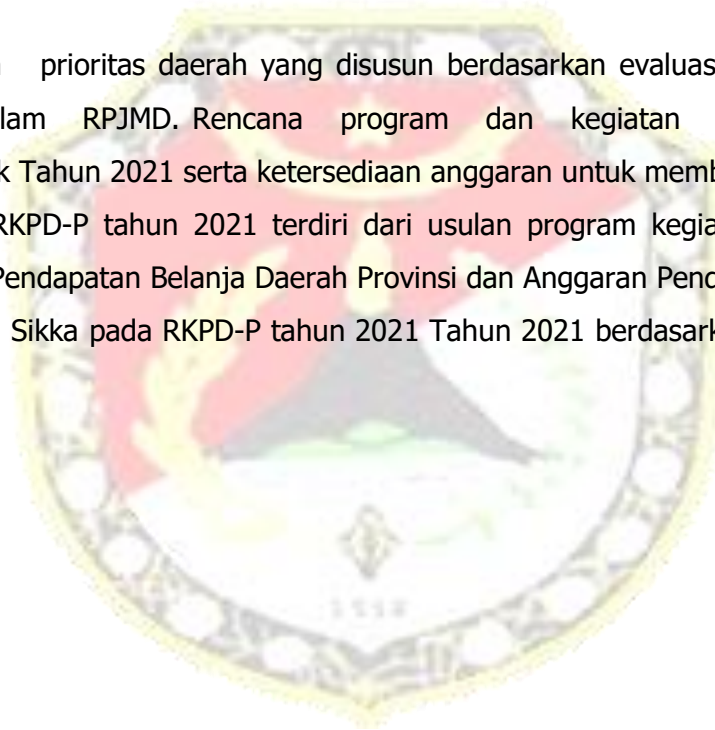 prioritas daerah yang disusun berdasarkan evaluas
lam RPJMD. Rencana program dan kegiatan
k Tahun 2021 serta ketersediaan anggaran untuk memb
RKPD-P tahun 2021 terdiri dari usulan program kegia
Pendapatan Belanja Daerah Provinsi dan Anggaran Pend
Sikka pada RKPD-P tahun 2021 Tahun 2021 berdasark